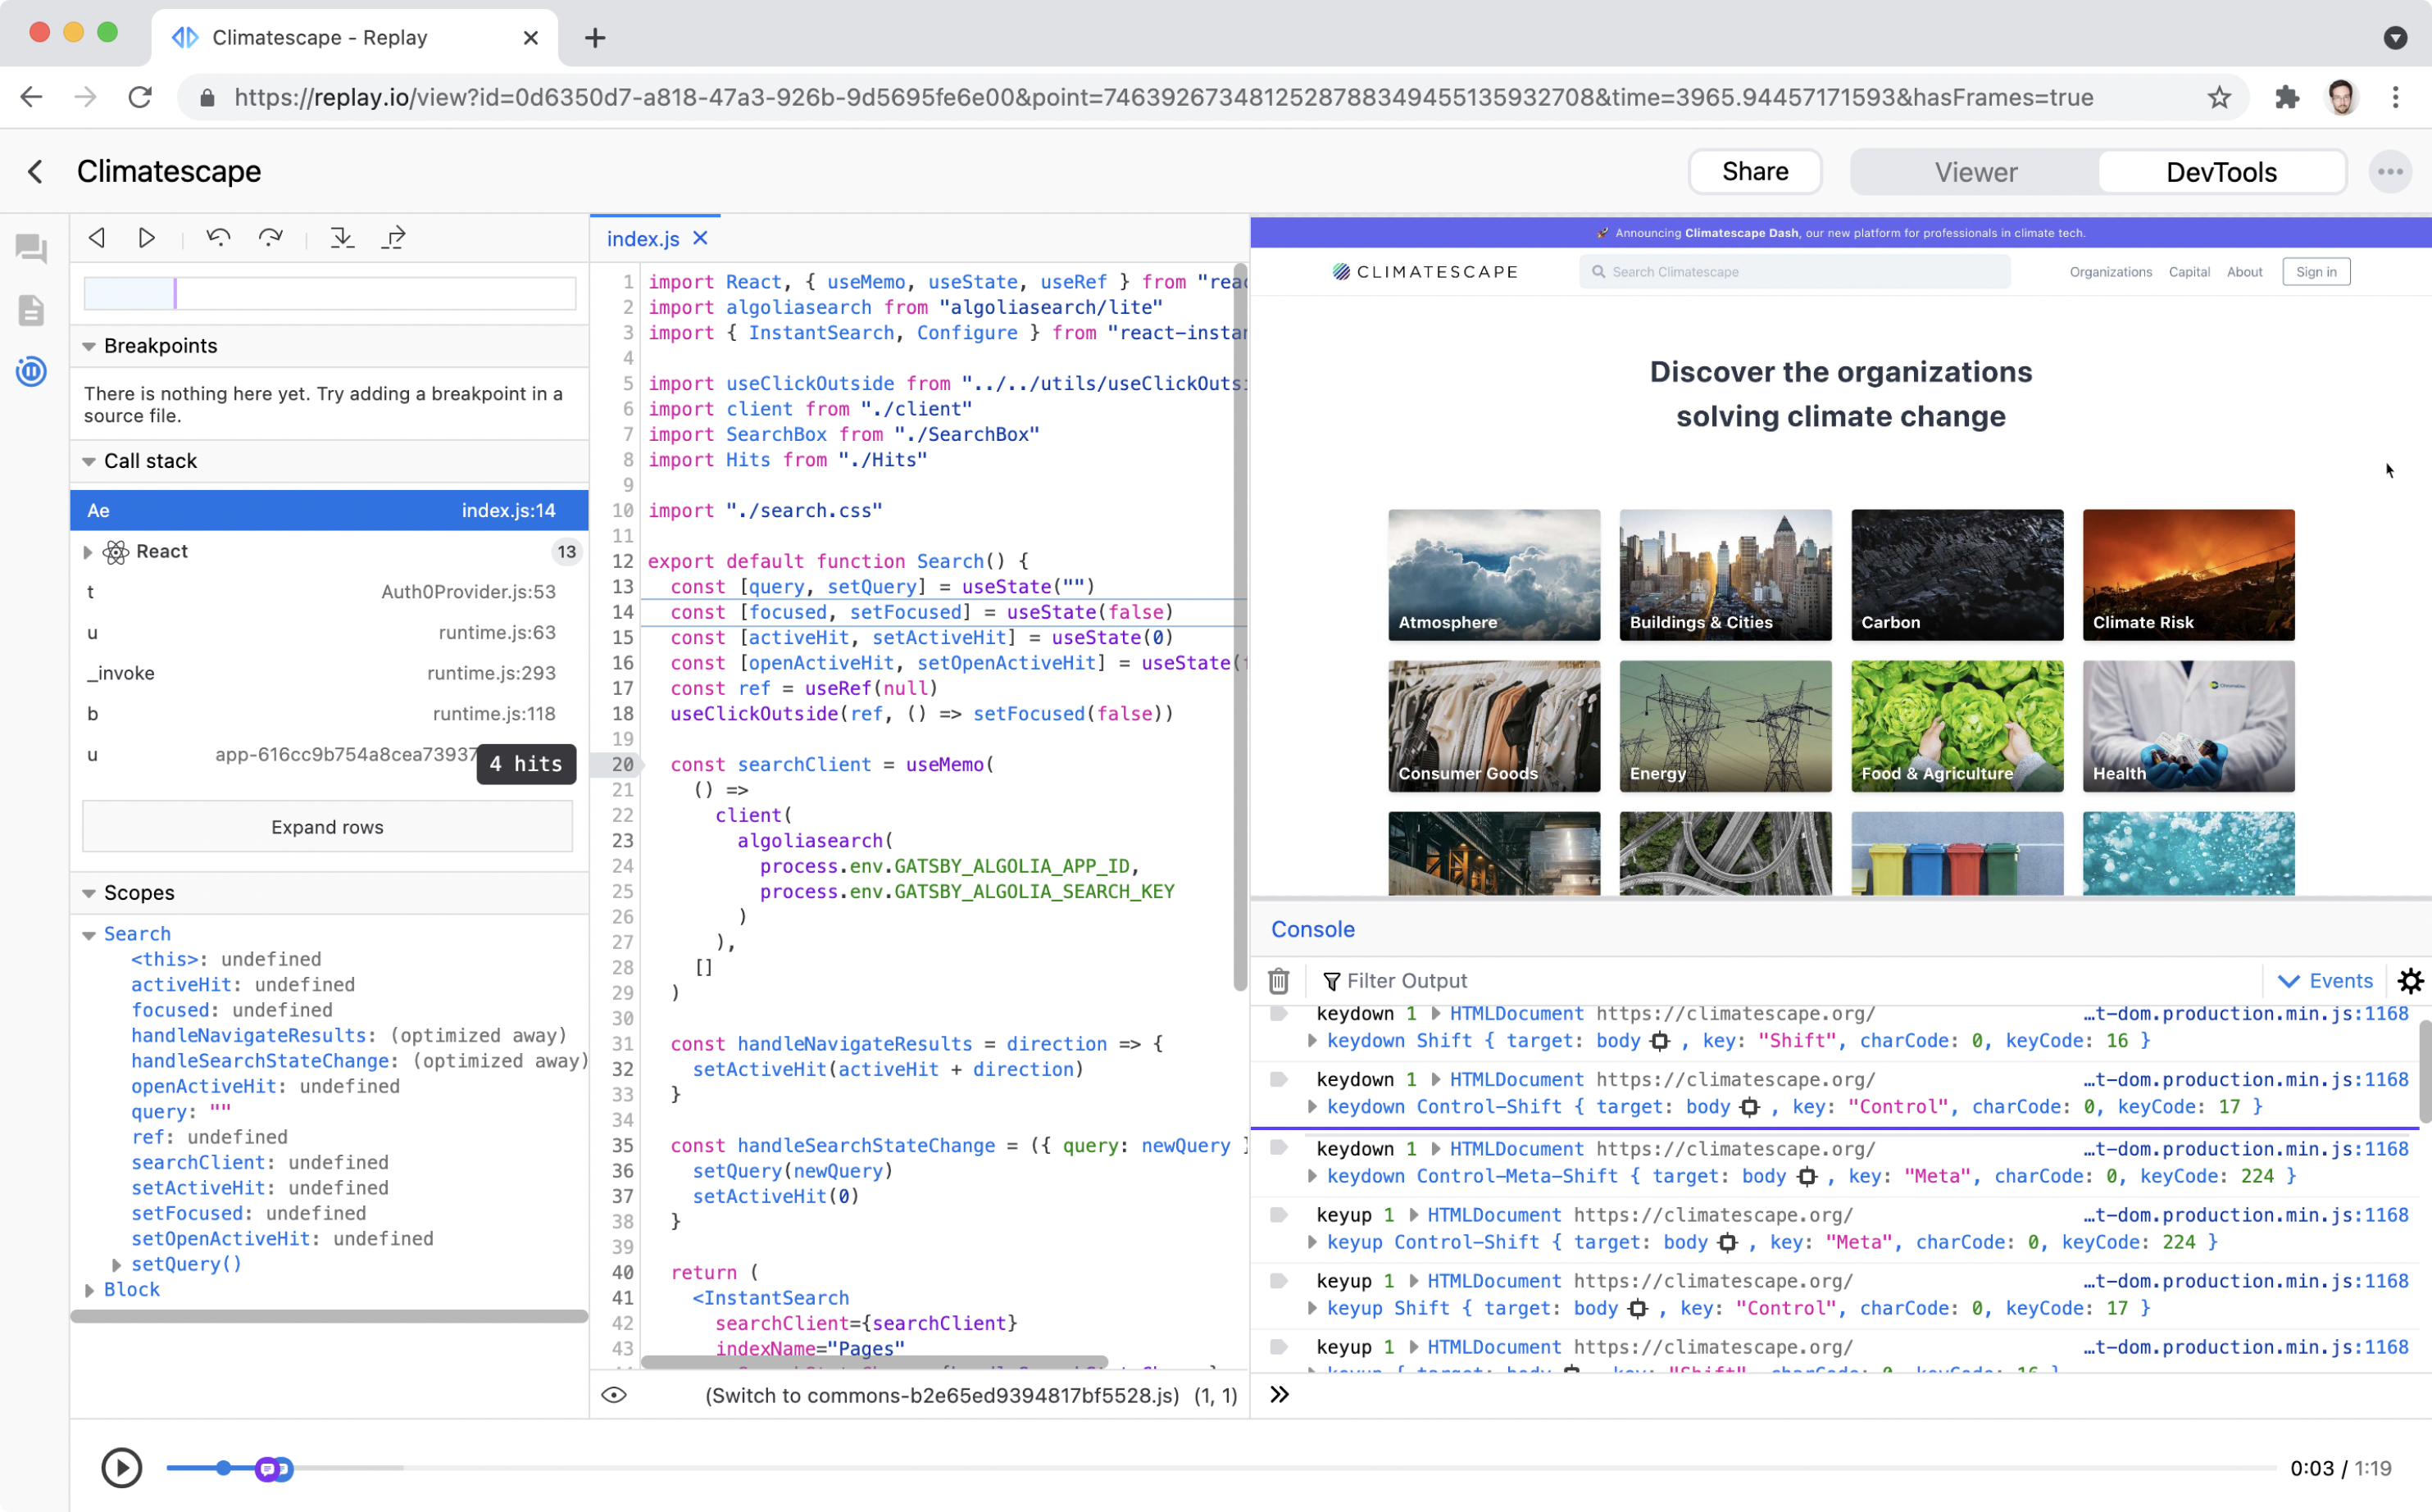 Climatescape - Replay
https://replay.io/view?id=0d6350d7-a818-47a3-926b-9d5695fe6e00&point=74639267348125287883494551359327​08&time=3965.94457171593&hasFrames=true
Climatescape
Share
Viewer
DevTools
Breakpoints
There is nothing here yet. Try adding a breakpoint in a
source file.
Call stack
Ae index.js:14
React 13
t Auth0Provider.js:53
u runtime.js:63
_invoke runtime.js:293
b runtime.js:118
u app-616cc9b754a8cea73937
4 hits
Expand rows
Scopes
Search
<this>: undefined
activeHit: undefined
focused: undefined
handleNavigateResults: (optimized away)
handleSearchStateChange: (optimized away)
openActiveHit: undefined
query: ""
ref: undefined
searchClient: undefined
setActiveHit: undefined
setFocused: undefined
setOpenActiveHit: undefined
setQuery()
Block
index.js
1 import React, { useMemo, useState, useRef } from "reac
2 import algoliasearch from "algoliasearch/lite"
3 import { InstantSearch, Configure } from "react-instan
4
5 import useClickOutside from "../../utils/useClickOutsi
6 import client from "./client"
7 import SearchBox from "./SearchBox"
8 import Hits from "./Hits"
9
10 import "./search.css"
11
12 export default function Search() {
13 const [query, setQuery] = useState("")
14 const [focused, setFocused] = useState(false)
15 const [activeHit, setActiveHit] = useState(0)
16 const [openActiveHit, setOpenActiveHit] = useState(f
17 const ref = useRef(null)
18 useClickOutside(ref, () => setFocused(false))
19
20 const searchClient = useMemo(
21 () =>
22 client(
23 algoliasearch(
24 process.env.GATSBY_ALGOLIA_APP_ID,
25 process.env.GATSBY_ALGOLIA_SEARCH_KEY
26 )
27 ),
28 []
29 )
30
31 const handleNavigateResults = direction => {
32 setActiveHit(activeHit + direction)
33 }
34
35 const handleSearchStateChange = ({ query: newQuery }
36 setQuery(newQuery)
37 setActiveHit(0)
38 }
39
40 return (
41 <InstantSearch
42 searchClient={searchClient}
43 indexName="Pages"
(Switch to commons-b2e65ed9394817bf5528.js) (1, 1)
🚀 Announcing Climatescape Dash, our new platform for professionals in climate tech.
CLIMATESCAPE
Search Climatescape
Organizations Capital About Sign in
Discover the organizations
solving climate change
Atmosphere
Buildings & Cities
Carbon
Climate Risk
Consumer Goods
Energy
Food & Agriculture
Health
Console
Filter Output
Events
keydown 1 HTMLDocument https://climatescape.org/ …t-dom.production.min.js:1168
keydown Shift { target: body , key: "Shift", charCode: 0, keyCode: 16 }
keydown 1 HTMLDocument https://climatescape.org/ …t-dom.production.min.js:1168
keydown Control-Shift { target: body , key: "Control", charCode: 0, keyCode: 17 }
keydown 1 HTMLDocument https://climatescape.org/ …t-dom.production.min.js:1168
keydown Control-Meta-Shift { target: body , key: "Meta", charCode: 0, keyCode: 224 }
keyup 1 HTMLDocument https://climatescape.org/ …t-dom.production.min.js:1168
keyup Control-Shift { target: body , key: "Meta", charCode: 0, keyCode: 224 }
keyup 1 HTMLDocument https://climatescape.org/ …t-dom.production.min.js:1168
keyup Shift { target: body , key: "Control", charCode: 0, keyCode: 17 }
keyup 1 HTMLDocument https://climatescape.org/ …t-dom.production.min.js:1168
keyup { target: body , key: "Shift", charCode: 0, keyCode: 16 }
0:03 / 1:19